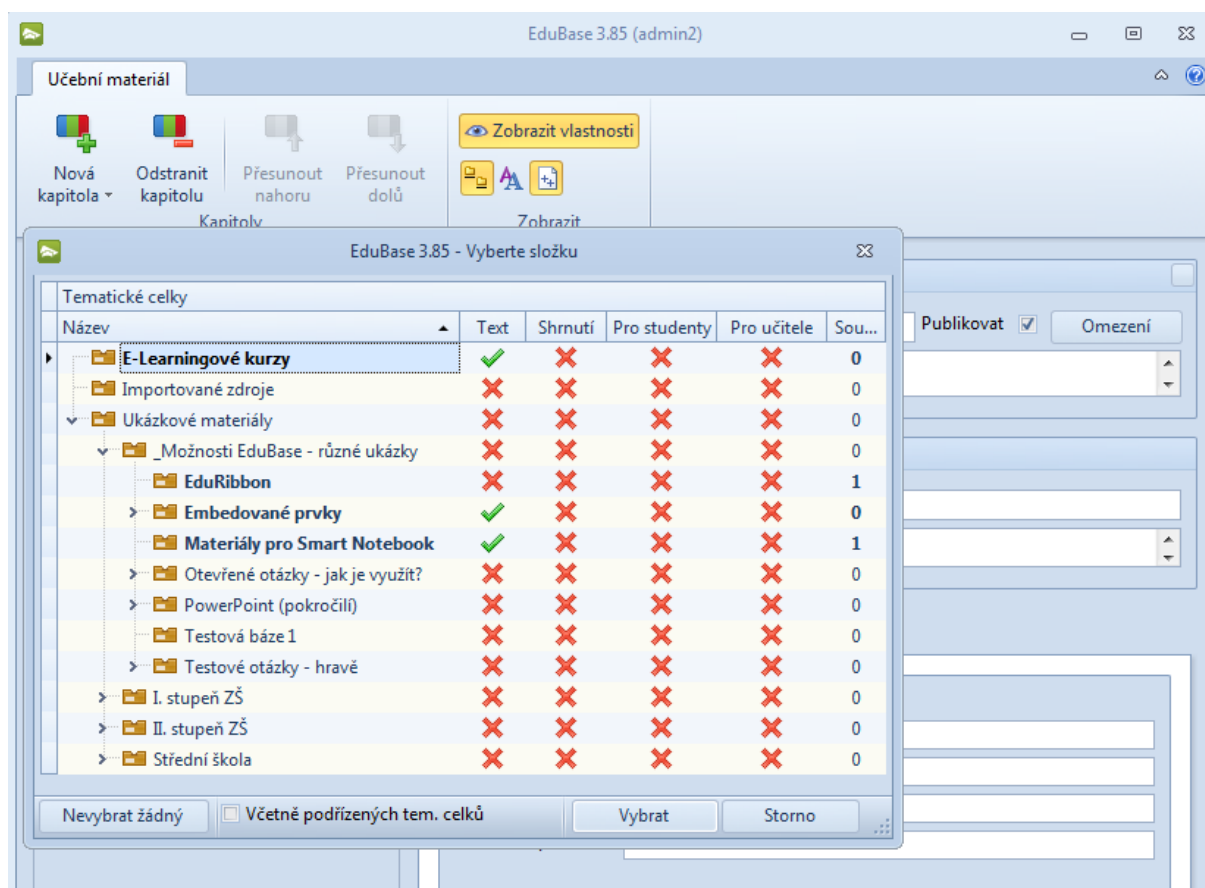 EduBase 3.85 (admin2)
Učební materiál
Nová kapitola
Odstranit kapitolu
Přesunout nahoru
Přesunout dolů
Kapitoly
Zobrazit vlastnosti
Zobrazit
EduBase 3.85 - Vyberte složku
Tematické celky
Název Text Shrnutí Pro studenty Pro učitele Sou...
E-Learningové kurzy 0
Importované zdroje 0
Ukázkové materiály 0
_Možnosti EduBase - různé ukázky 0
EduRibbon 1
Embedované prvky 0
Materiály pro Smart Notebook 1
Otevřené otázky - jak je využít? 0
PowerPoint (pokročilí) 0
Testová báze 1 0
Testové otázky - hravě 0
I. stupeň ZŠ 0
II. stupeň ZŠ 0
Střední škola 0
Nevybrat žádný Včetně podřízených tem. celků Vybrat Storno
Publikovat Omezení